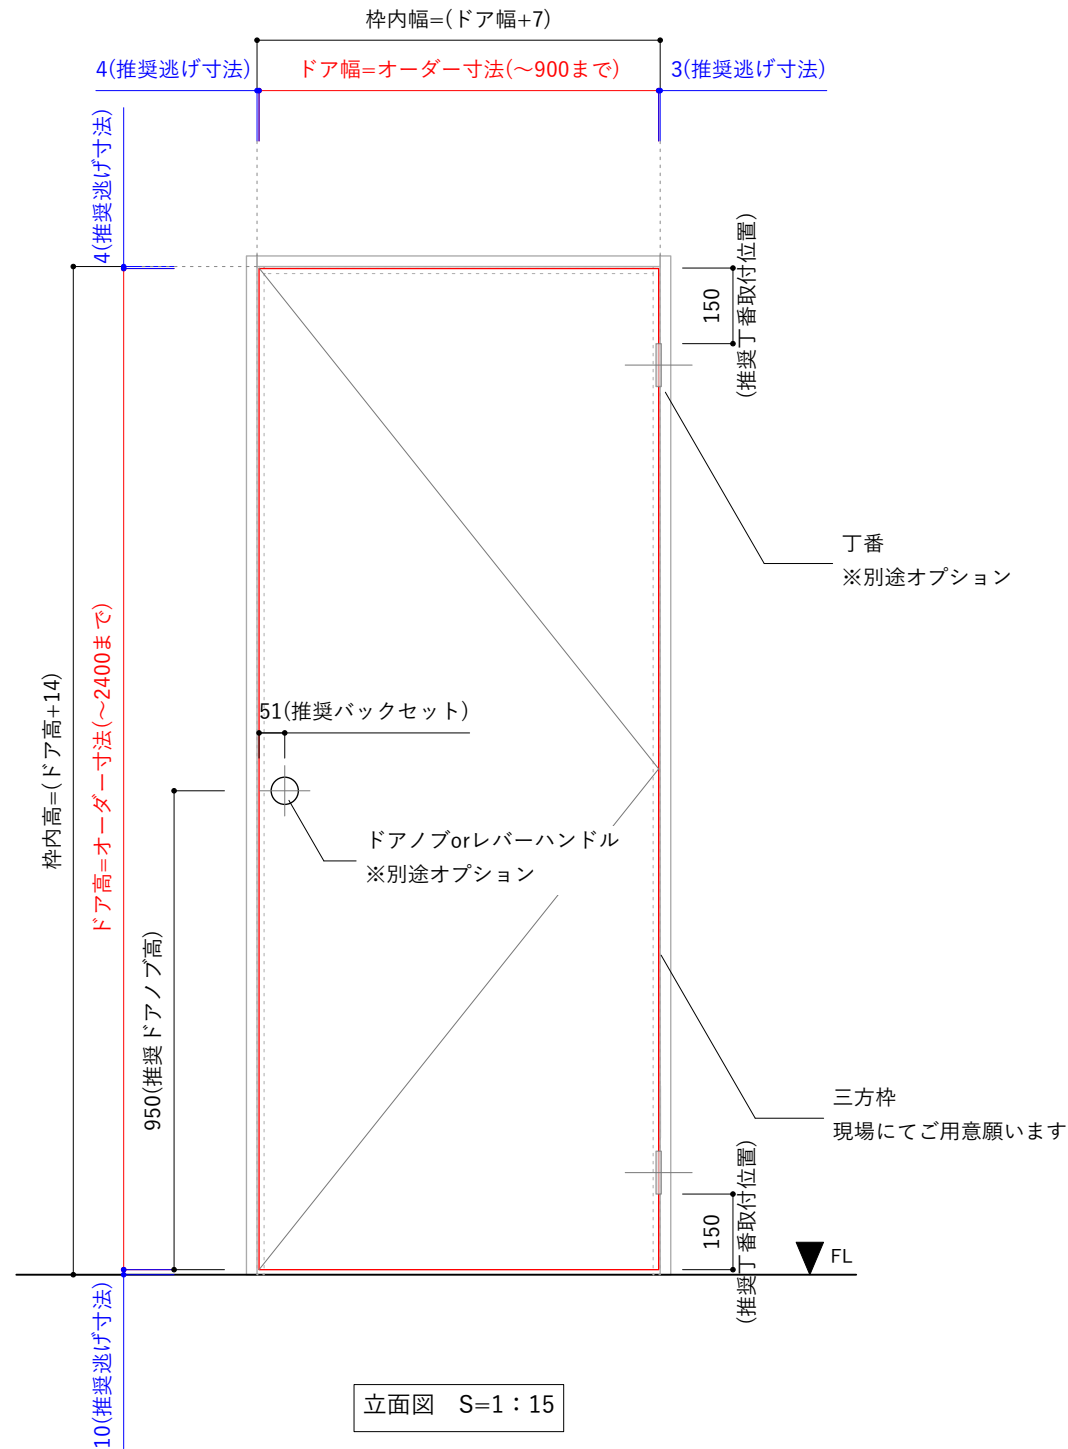 枠内幅=(ドア幅+7)
4(推奨逃げ寸法)
ドア幅=オーダー寸法(～900まで)
3(推奨逃げ寸法)
4(推奨逃げ寸法)
150
(推奨丁番取付位置)
丁番
※別途オプション
枠内高=(ドア高+14)
ドア高=オーダー寸法(～2400まで)
51(推奨バックセット)
ドアノブorレバーハンドル
※別途オプション
950(推奨ドアノブ高)
三方枠
現場にてご用意願います
150
(推奨丁番取付位置)
FL
10(推奨逃げ寸法)
立面図　S=1：15